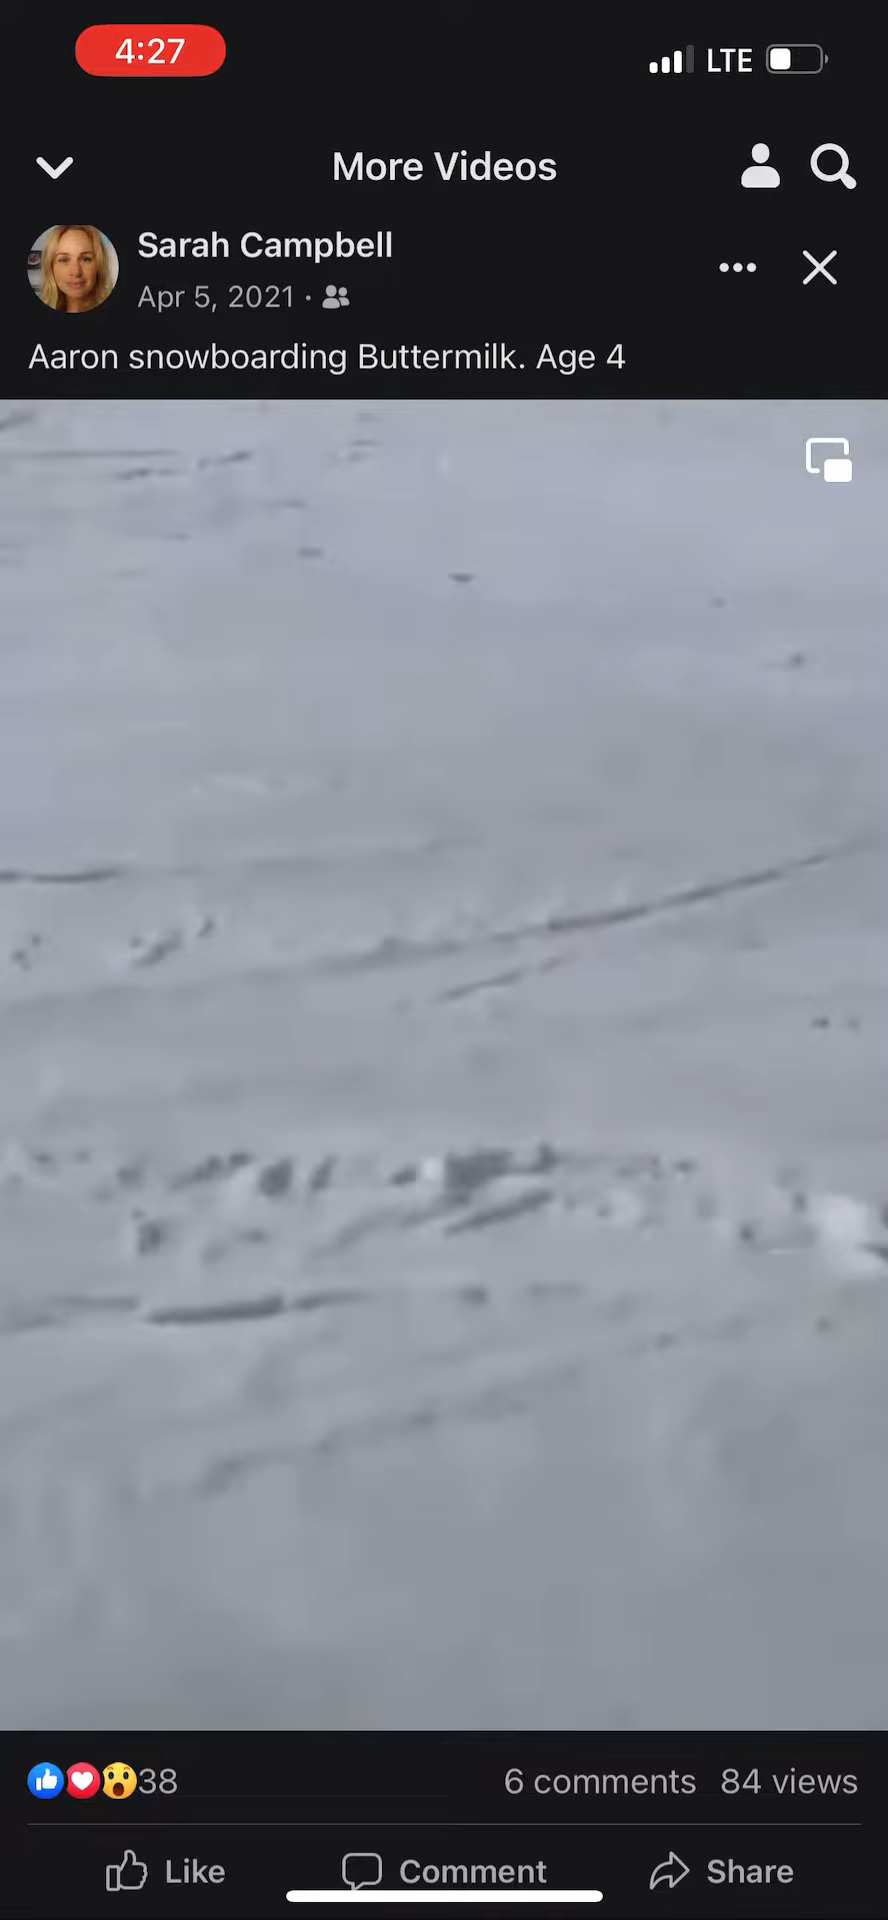 4:27
LTE
More Videos
Sarah Campbell
Apr 5, 2021 ·
Aaron snowboarding Buttermilk. Age 4
38
6 comments 84 views
Like
Comment
Share